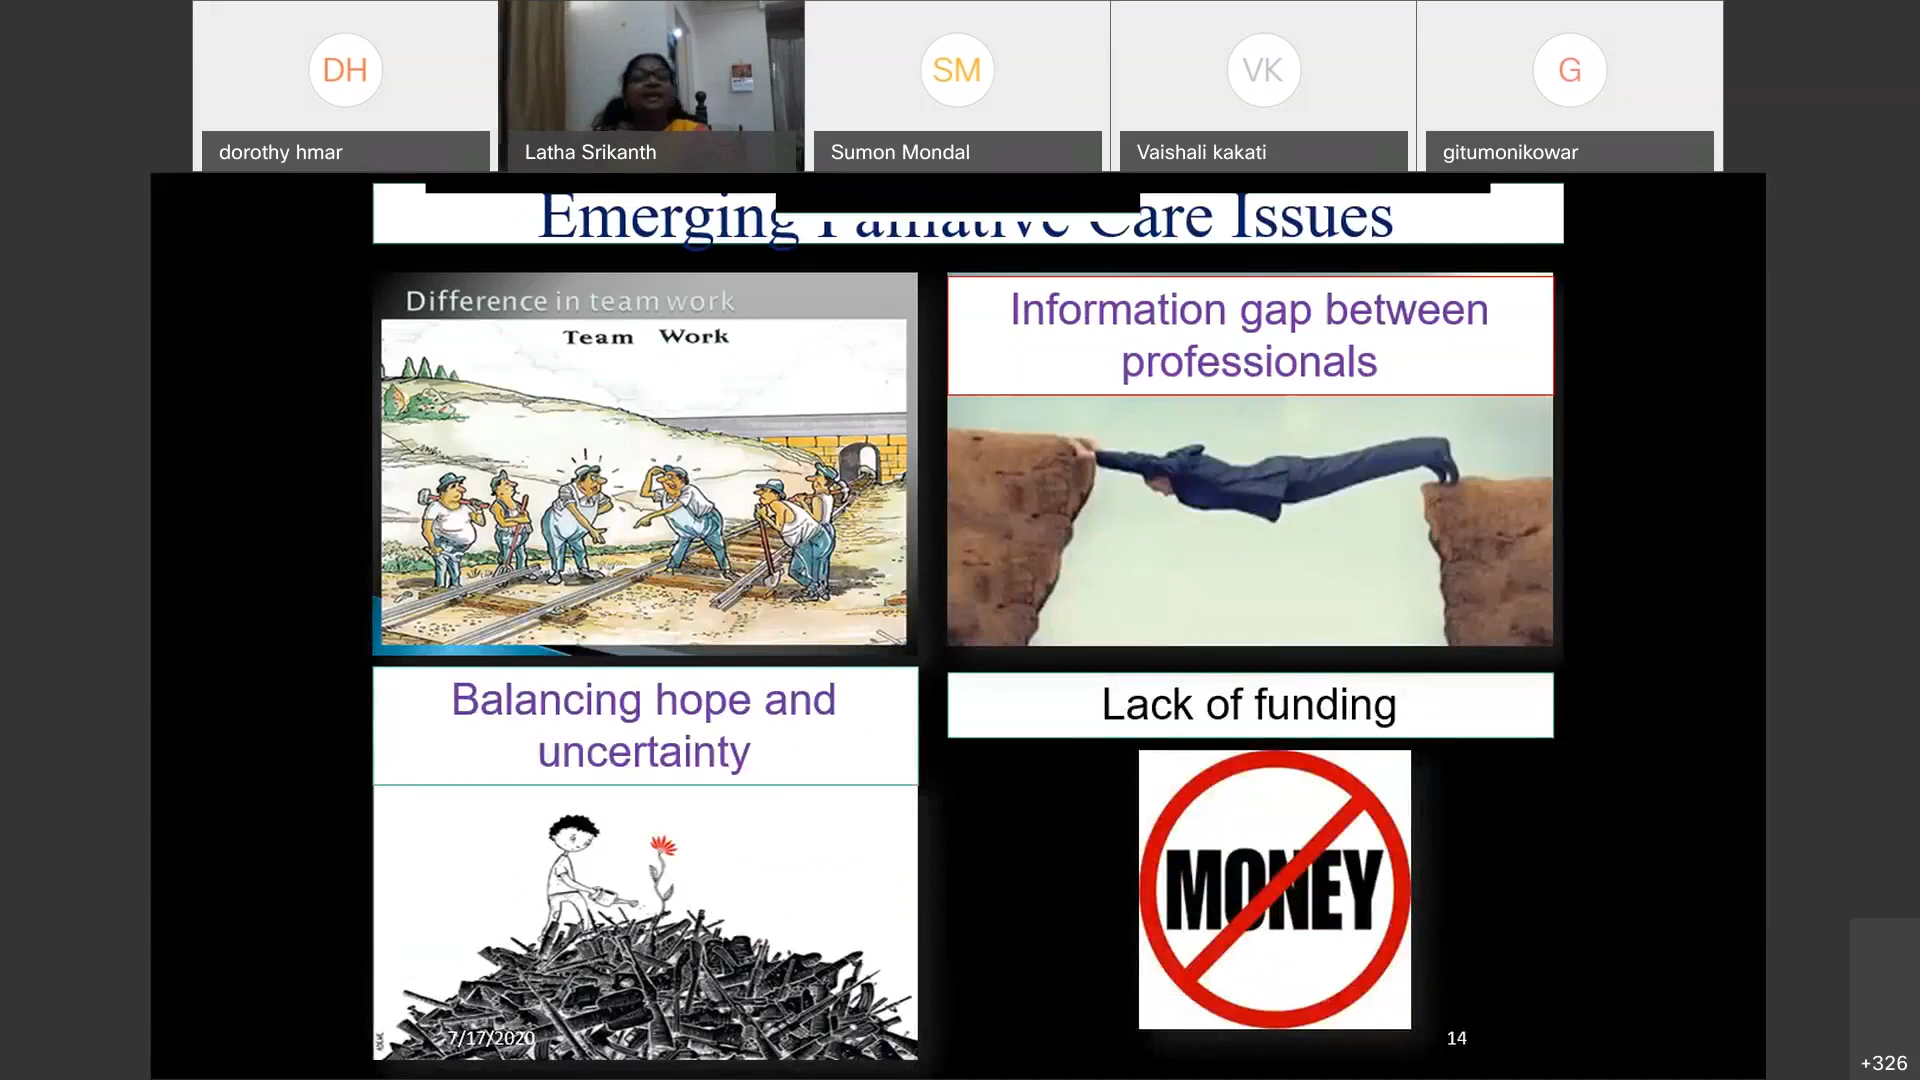 DH
SM
VK
G
dorothy hmar
Latha Srikanth
Sumon Mondal
Vaishali kakati
gitumonikowar
Emerging Palliative Care Issues
Difference in team work
Team Work
Information gap between
professionals
Balancing hope and
uncertainty
Lack of funding
MONEY
7/17/2020
14
+326